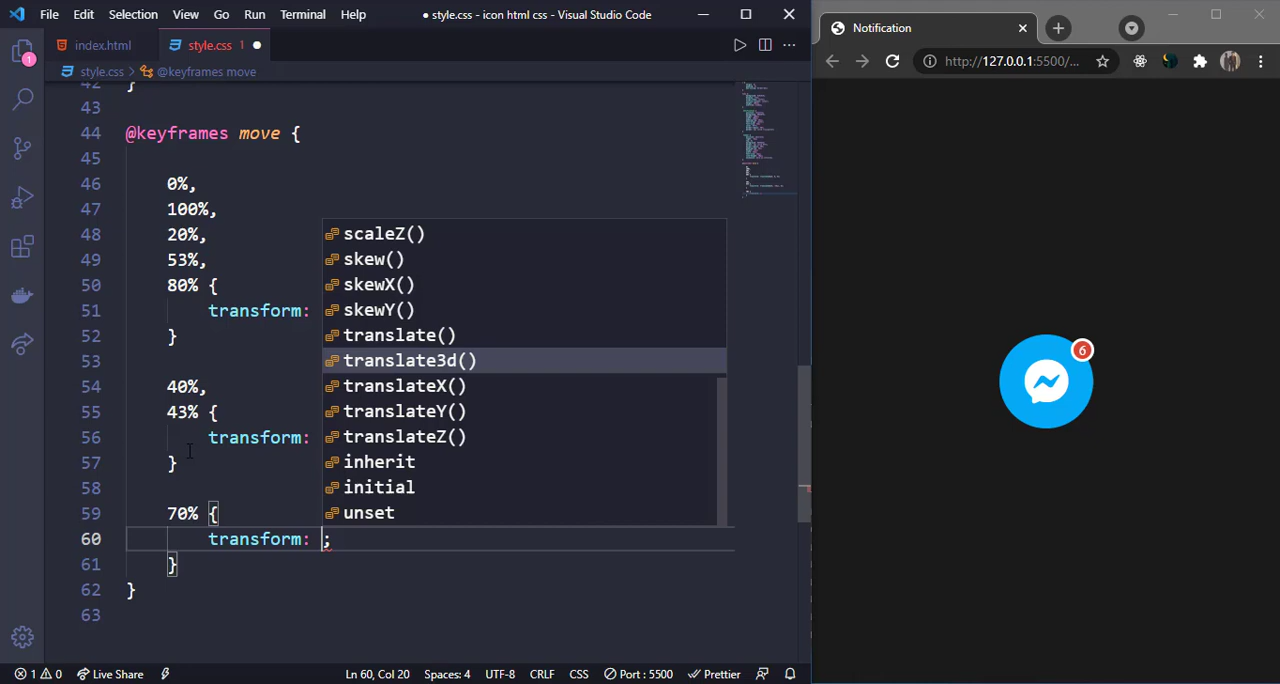 File Edit Selection View Go Run Terminal Help ● style.css - icon html css - Visual Studio Code
index.html style.css 1 ●
style.css > @keyframes move
42 }
43
44 @keyframes move {
45
46 0%,
47 100%,
48 20%,
49 53%,
50 80% {
51 transform:
52 }
53
54 40%,
55 43% {
56 transform:
57 }
58
59 70% {
60 transform: ;
61 }
62 }
63
scaleZ()
skew()
skewX()
skewY()
translate()
translate3d()
translateX()
translateY()
translateZ()
inherit
initial
unset
1
1 0 Live Share Ln 60, Col 20 Spaces: 4 UTF-8 CRLF CSS Port : 5500 Prettier
Notification
http://127.0.0.1:5500/...
6